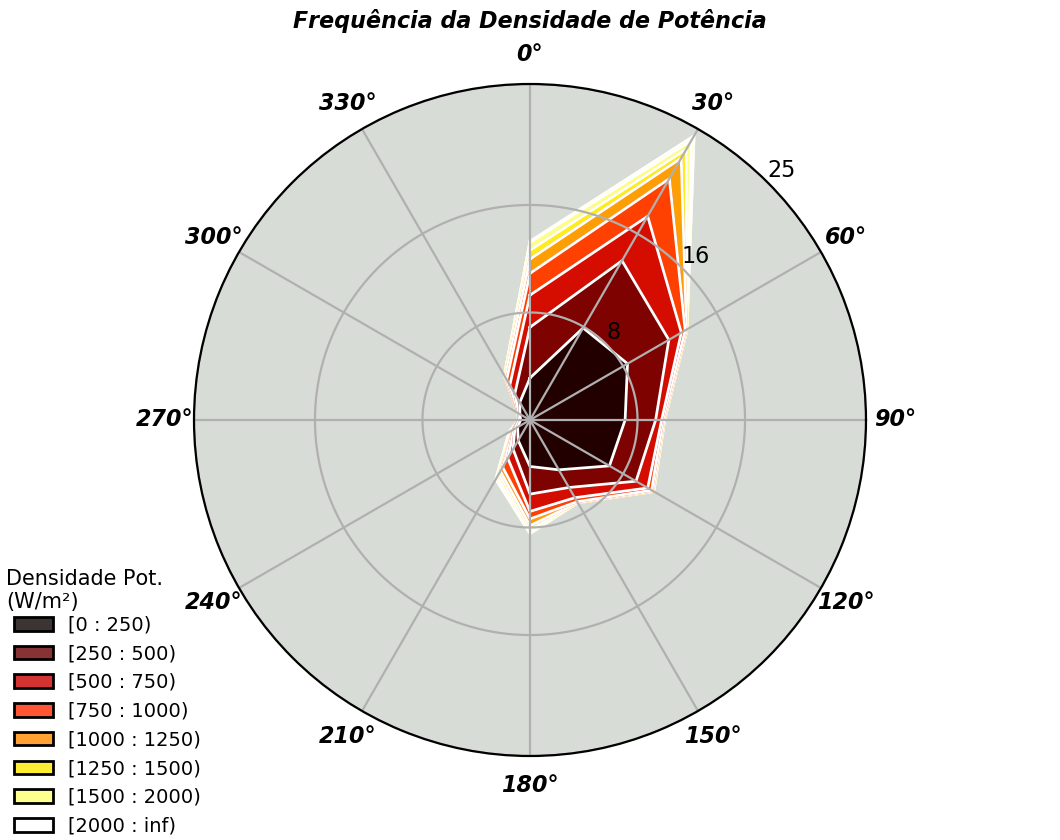 Frequência da Densidade de Potência
0°
30°
60°
90°
120°
150°
180°
210°
240°
270°
300°
330°
25
16
8
Densidade Pot.
(W/m²)
[0 : 250)
[250 : 500)
[500 : 750)
[750 : 1000)
[1000 : 1250)
[1250 : 1500)
[1500 : 2000)
[2000 : inf)